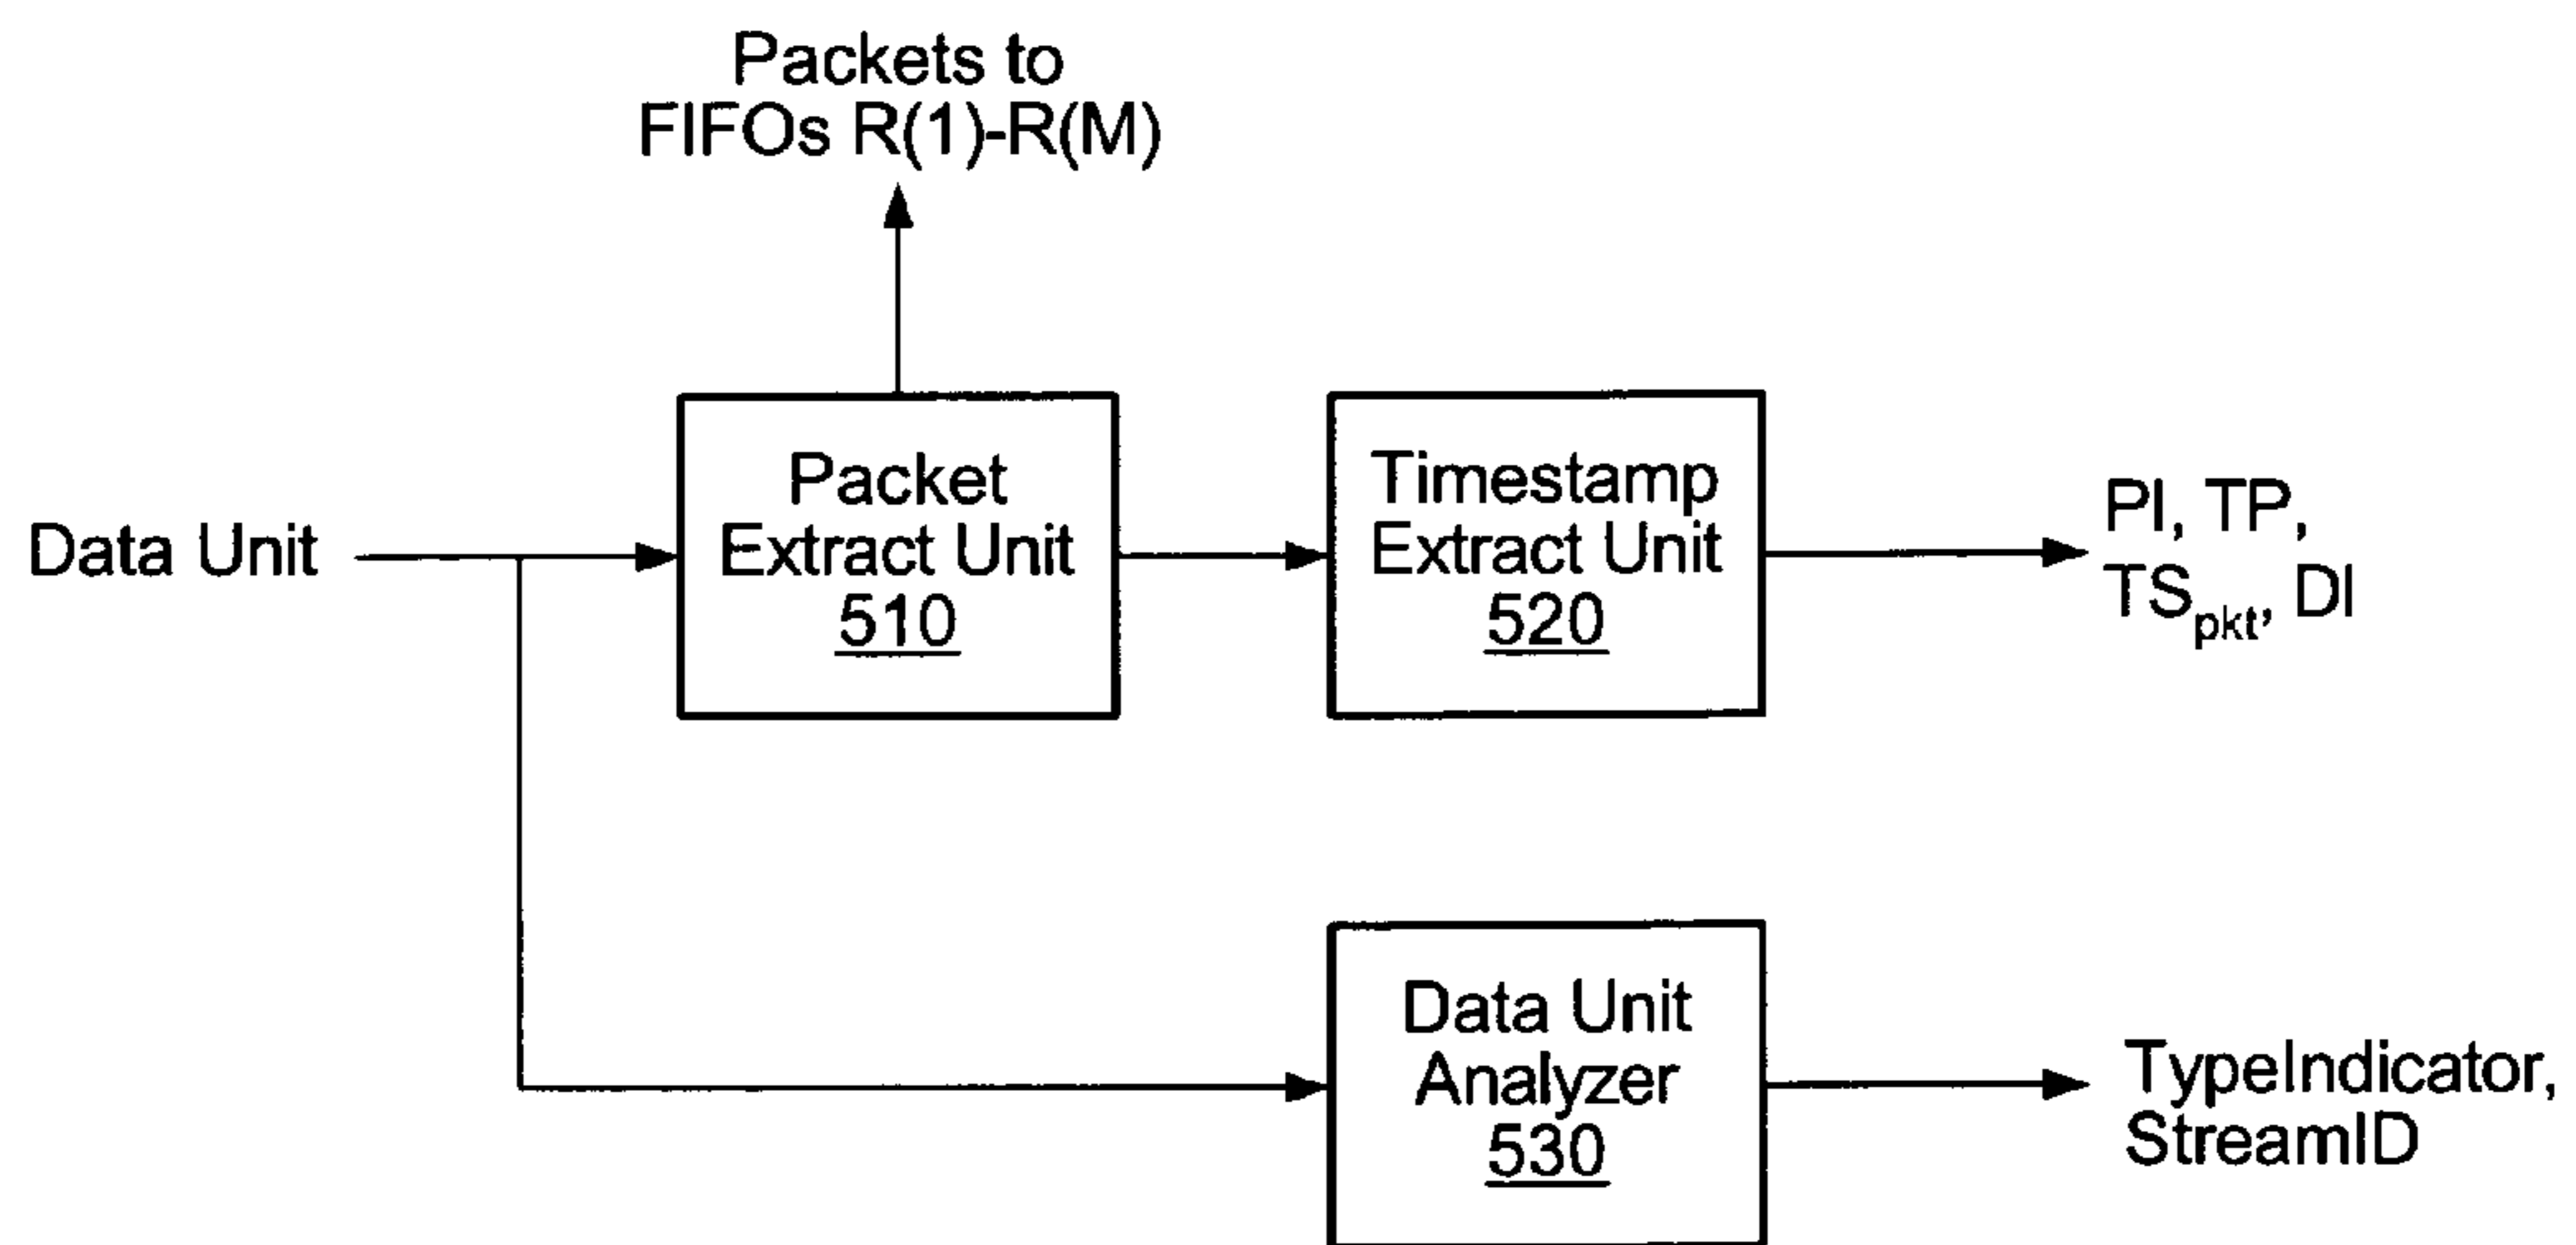 Packets to
FIFOs R(1)-R(M)
Data Unit
Packet
Extract Unit
510
Timestamp
Extract Unit
520
PI, TP,
TSpkt, DI
Data Unit
Analyzer
530
TypeIndicator,
StreamID